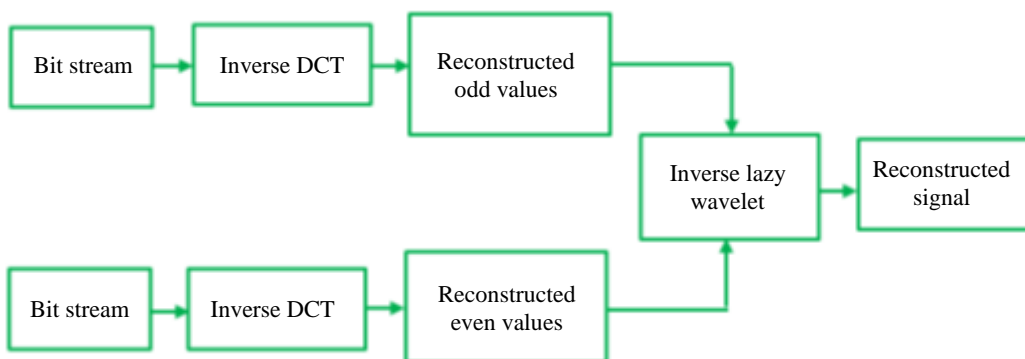 Bit stream
Inverse DCT
Reconstructed
odd values
Inverse lazy
wavelet
Reconstructed
signal
Bit stream
Inverse DCT
Reconstructed
even values